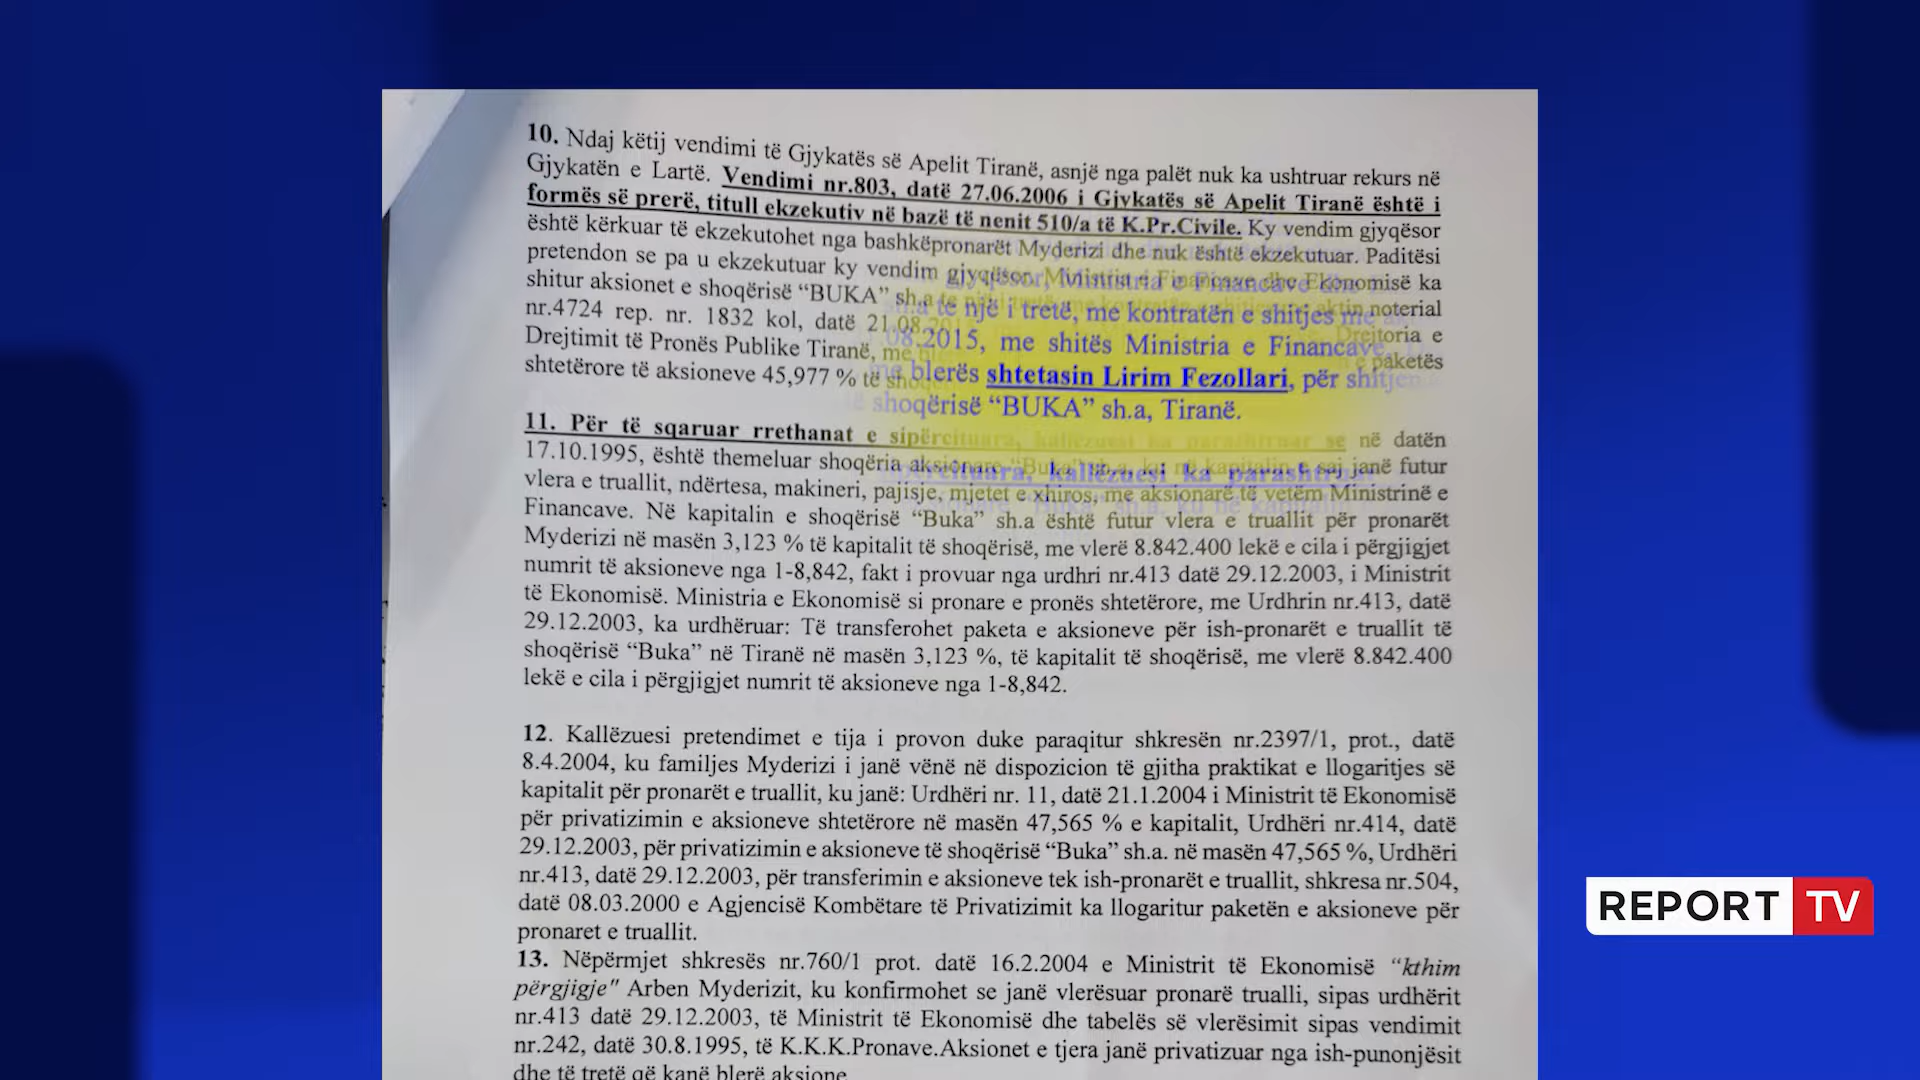 10. Ndaj këtij vendimi të Gjykatës së Apelit Tiranë, asnjë nga palët nuk ka ushtruar rekurs në
Gjykatën e Lartë. Vendimi nr.803, datë 27.06.2006 i Gjykatës së Apelit Tiranë është i
formës së prerë, titull ekzekutiv në bazë të nenit 510/a të K.Pr.Civile. Ky vendim gjyqësor
është kërkuar të ekzekutohet nga bashkëpronarët Myderizi dhe nuk është ekzekutuar. Paditësi
pretendon se pa u ekzekutuar ky vendim gjyqësor, Ministria e Financave dhe Ekonomisë ka
shitur aksionet e shoqërisë “BUKA” sh.a të një i tretë, me kontratën e shitjes me aktin noterial
nr.4724 rep. nr. 1832 kol, datë 21.08.2015, me shitës Ministria e Financave, Drejtoria e
Drejtimit të Pronës Publike Tiranë, me blerës shtetasin Lirim Fezollari, për shitjen e paketës
shtetërore të aksioneve 45,977 % të shoqërisë “BUKA” sh.a, Tiranë.
11. Për të sqaruar rrethanat e sipërcituara, kallëzuesi ka parashtruar se në datën
17.10.1995, është themeluar shoqëria aksionare “Buka” sh.a, ku në kapitalin e saj janë futur
vlera e truallit, ndërtesa, makineri, pajisje, mjetet e xhiros, me aksionarë të vetëm Ministrinë e
Financave. Në kapitalin e shoqërisë “Buka” sh.a është futur vlera e truallit për pronarët
Myderizi në masën 3,123 % të kapitalit të shoqërisë, me vlerë 8.842.400 lekë e cila i përgjigjet
numrit të aksioneve nga 1-8,842, fakt i provuar nga urdhri nr.413 datë 29.12.2003, i Ministrit
të Ekonomisë. Ministria e Ekonomisë si pronare e pronës shtetërore, me Urdhrin nr.413, datë
29.12.2003, ka urdhëruar: Të transferohet paketa e aksioneve për ish-pronarët e truallit të
shoqërisë “Buka” në Tiranë në masën 3,123 %, të kapitalit të shoqërisë, me vlerë 8.842.400
lekë e cila i përgjigjet numrit të aksioneve nga 1-8,842.
12. Kallëzuesi pretendimet e tija i provon duke paraqitur shkresën nr.2397/1, prot., datë
8.4.2004, ku familjes Myderizi i janë vënë në dispozicion të gjitha praktikat e llogaritjes së
kapitalit për pronarët e truallit, ku janë: Urdhëri nr. 11, datë 21.1.2004 i Ministrit të Ekonomisë
për privatizimin e aksioneve shtetërore në masën 47,565 % e kapitalit, Urdhëri nr.414, datë
29.12.2003, për privatizimin e aksioneve të shoqërisë “Buka” sh.a. në masën 47,565 %, Urdhëri
nr.413, datë 29.12.2003, për transferimin e aksioneve tek ish-pronarët e truallit, shkresa nr.504,
datë 08.03.2000 e Agjencisë Kombëtare të Privatizimit ka llogaritur paketën e aksioneve për
pronaret e truallit.
13. Nëpërmjet shkresës nr.760/1 prot. datë 16.2.2004 e Ministrit të Ekonomisë “kthim
përgjigje" Arben Myderizit, ku konfirmohet se janë vlerësuar pronarë trualli, sipas urdhërit
nr.413 datë 29.12.2003, të Ministrit të Ekonomisë dhe tabelës së vlerësimit sipas vendimit
nr.242, datë 30.8.1995, të K.K.K.Pronave.Aksionet e tjera janë privatizuar nga ish-punonjësit
dhe të tretë që kanë blerë aksione.
REPORT TV